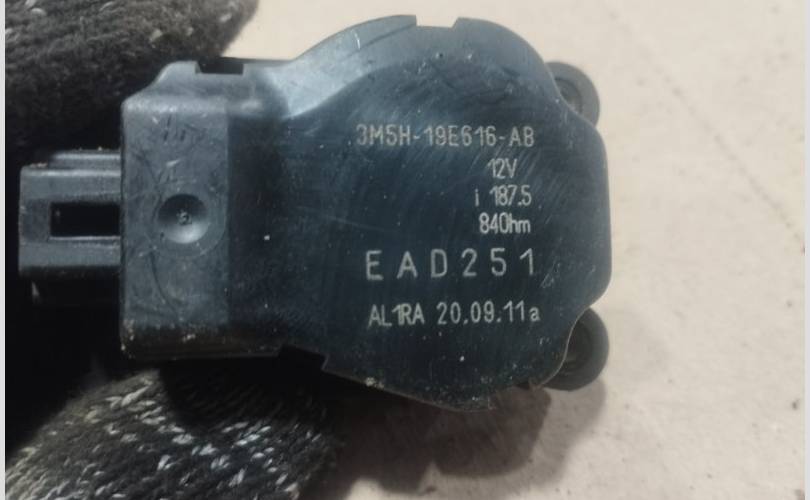 3M5H-19E616-AB
12V
i 187.5
84Ohm
EAD251
AL1RA 20.09.11a